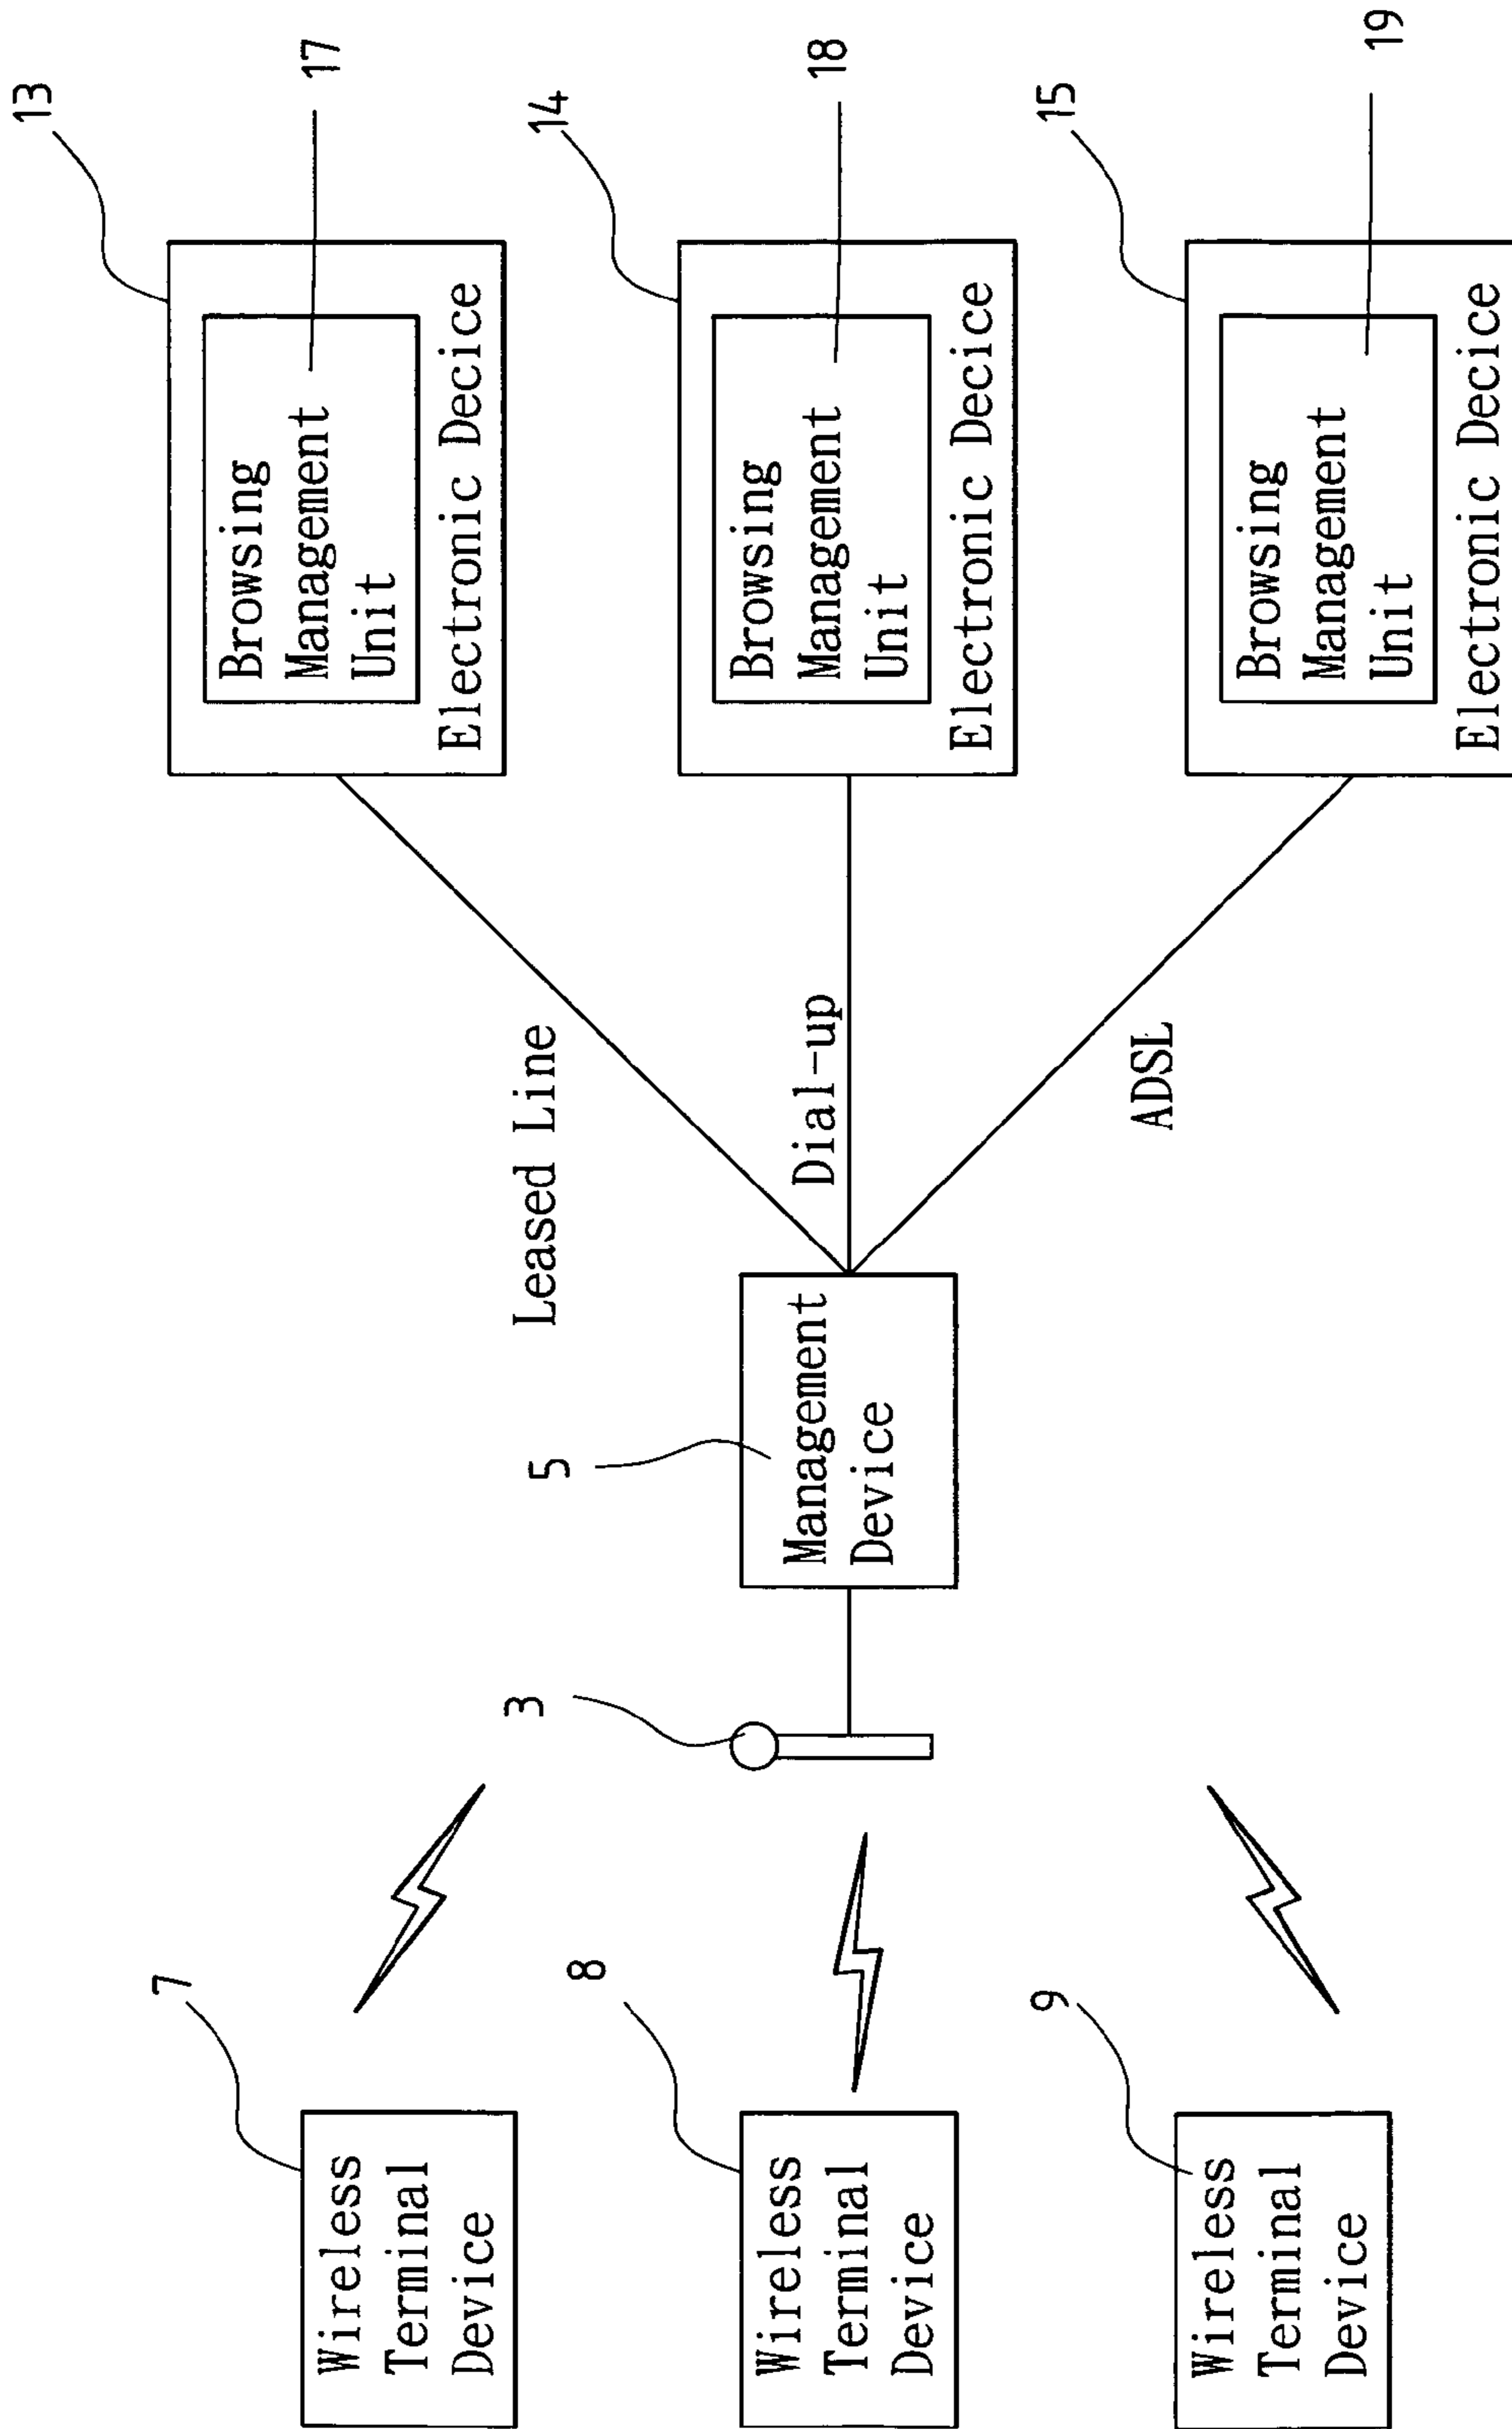 7
Wireless
Terminal
Device
8
Wireless
Terminal
Device
9
Wireless
Terminal
Device
3
5
Management
Device
Leased Line
Dial-up
ADSL
13
17
Browsing
Management
Unit
Electronic Decice
14
18
Browsing
Management
Unit
Electronic Decice
15
19
Browsing
Management
Unit
Electronic Decice